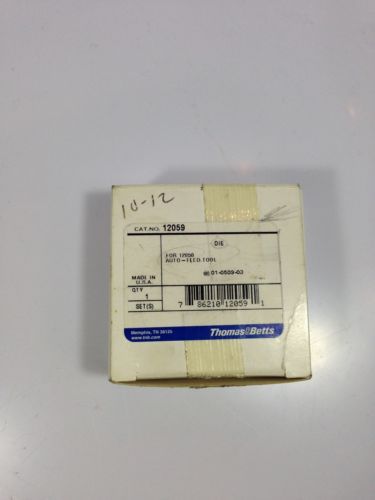 10-12
CAT.NO. 12059
DIE
FOR 12050
AUTO-FEED TOOL
MADE IN
U.S.A.
01-0509-03
QTY
1
SET(S)
7 86210 12059 1
Memphis, TN 38125
www.tnb.com
Thomas&Betts